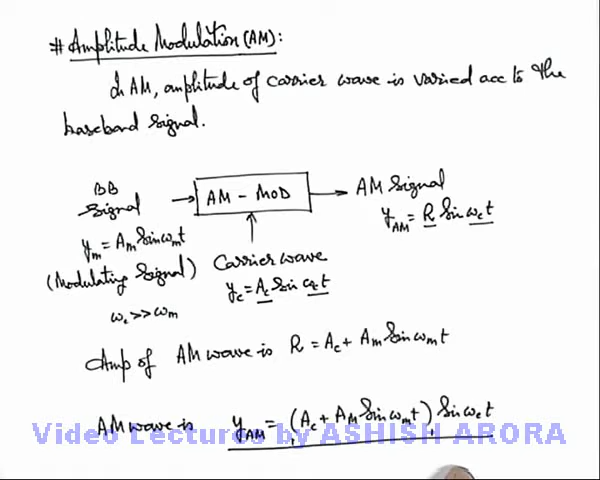 # Amplitude Modulation (AM):
In AM, amplitude of carrier wave is varied acc to the
baseband signal.
BB
Signal
AM - MOD
AM Signal
y_AM = R Sin ω_c t
y_m = A_m Sin ω_m t
(Modulating Signal)
Carrier wave
y_c = A_c Sin ω_c t
ω_c >> ω_m
Amp of AM wave is R = A_c + A_m Sin ω_m t
AM wave is y_AM = (A_c + A_M Sin ω_m t) Sin ω_c t
Video Lectures by ASHISH ARORA